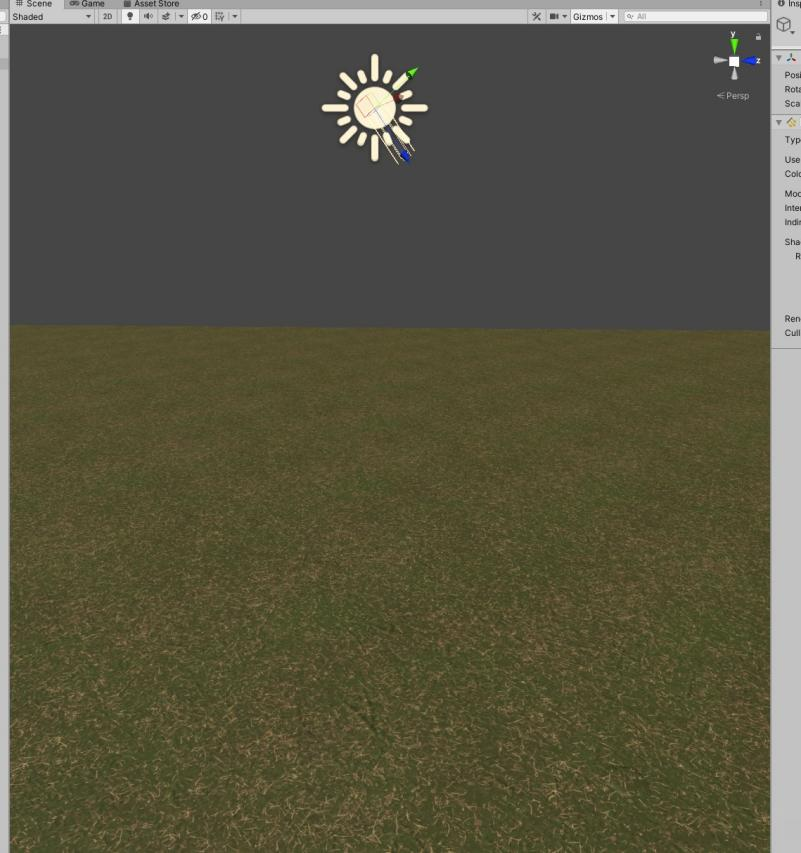 Scene Game Asset Store
Shaded 2D 0 Gizmos All
y
z
Persp
Insp
Posi
Rota
Sca
Typ
Use
Colo
Mod
Inte
Indi
Sha
R
Ren
Cull